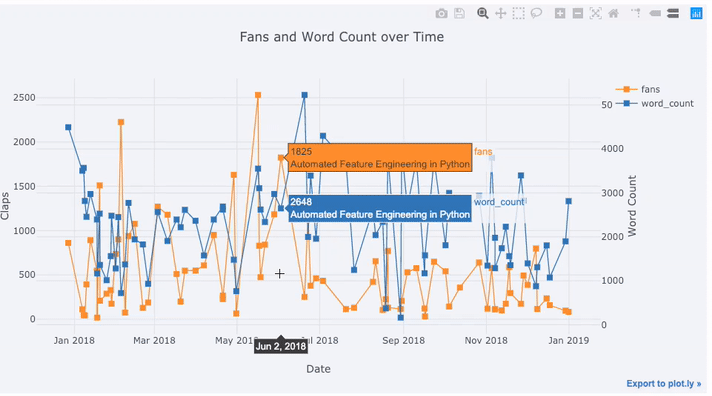 Fans and Word Count over Time
2500
2000
1500
1000
500
0
Claps
50
4000
3000
2000
1000
0
Word Count
fans
word_count
1825
Automated Feature Engineering in Python
fans
2648
Automated Feature Engineering in Python
word_count
Jan 2018
Mar 2018
May 2018
Jul 2018
Sep 2018
Nov 2018
Jan 2019
Jun 2, 2018
Date
Export to plot.ly »